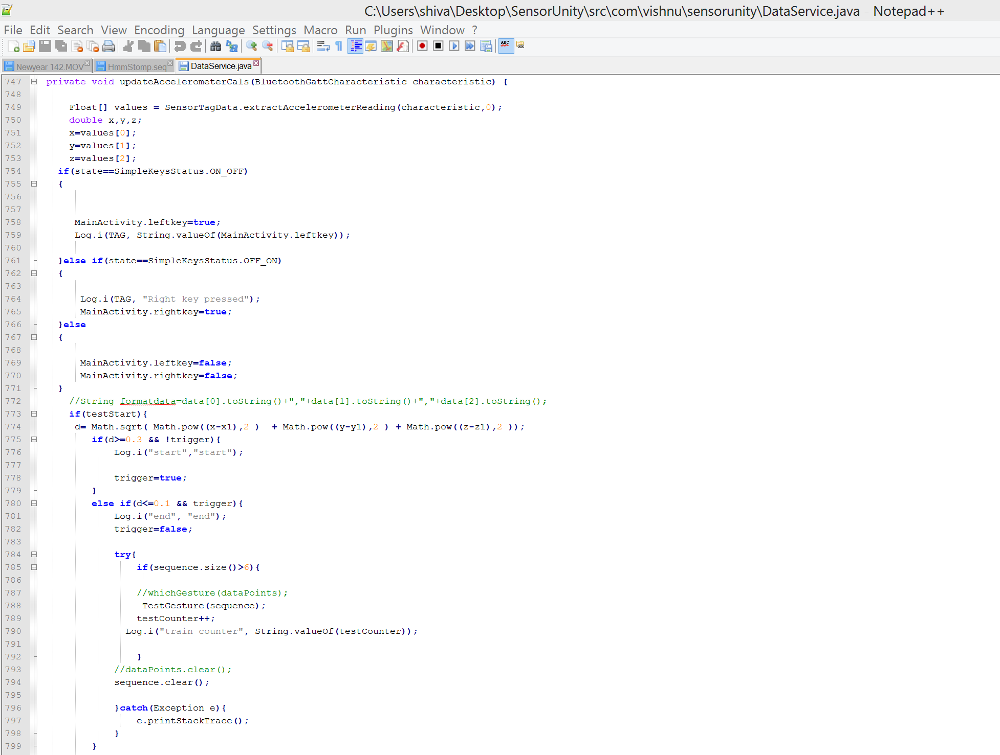 C:\Users\shiva\Desktop\SensorUnity\src\com\vishnu\sensorunity\DataService.java - Notepad++
File Edit Search View Encoding Language Settings Macro Run Plugins Window ?
ABC
Newyear 142.MOV HmmStomp.seq DataService.java
747 private void updateAccelerometerCals(BluetoothGattCharacteristic characteristic) {
748
749 Float[] values = SensorTagData.extractAccelerometerReading(characteristic,0);
750 double x,y,z;
751 x=values[0];
752 y=values[1];
753 z=values[2];
754 if(state==SimpleKeysStatus.ON_OFF)
755 {
756
757
758 MainActivity.leftkey=true;
759 Log.i(TAG, String.valueOf(MainActivity.leftkey));
760
761 }else if(state==SimpleKeysStatus.OFF_ON)
762 {
763
764 Log.i(TAG, "Right key pressed");
765 MainActivity.rightkey=true;
766 }else
767 {
768
769 MainActivity.leftkey=false;
770 MainActivity.rightkey=false;
771 }
772 //String formatdata=data[0].toString()+","+data[1].toString()+","+data[2].toString();
773 if(testStart){
774 d= Math.sqrt( Math.pow((x-x1),2 )  + Math.pow((y-y1),2 ) + Math.pow((z-z1),2 ));
775 if(d>=0.3 && !trigger){
776 Log.i("start","start");
777
778 trigger=true;
779 }
780 else if(d<=0.1 && trigger){
781 Log.i("end", "end");
782 trigger=false;
783
784 try{
785 if(sequence.size()>6){
786
787 //whichGesture(dataPoints);
788 TestGesture(sequence);
789 testCounter++;
790 Log.i("train counter", String.valueOf(testCounter));
791
792 }
793 //dataPoints.clear();
794 sequence.clear();
795
796 }catch(Exception e){
797 e.printStackTrace();
798 }
799 }